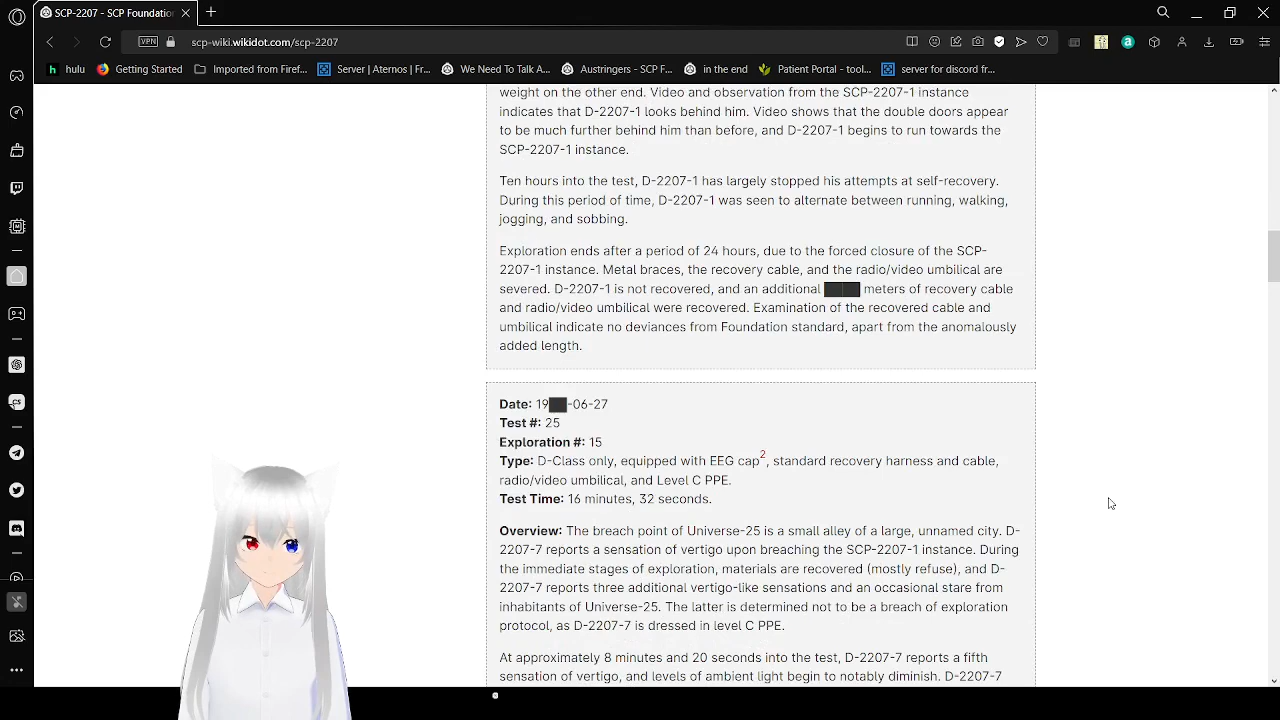 SCP-2207 - SCP Foundation
VPN
scp-wiki.wikidot.com/scp-2207
hulu
Getting Started
Imported from Firef...
Server | Aternos | Fr...
We Need To Talk A...
Austringers - SCP F...
in the end
Patient Portal - tool...
server for discord fr...
weight on the other end. Video and observation from the SCP-2207-1 instance
indicates that D-2207-1 looks behind him. Video shows that the double doors appear
to be much further behind him than before, and D-2207-1 begins to run towards the
SCP-2207-1 instance.
Ten hours into the test, D-2207-1 has largely stopped his attempts at self-recovery.
During this period of time, D-2207-1 was seen to alternate between running, walking,
jogging, and sobbing.
Exploration ends after a period of 24 hours, due to the forced closure of the SCP-
2207-1 instance. Metal braces, the recovery cable, and the radio/video umbilical are
severed. D-2207-1 is not recovered, and an additional ███ meters of recovery cable
and radio/video umbilical were recovered. Examination of the recovered cable and
umbilical indicate no deviances from Foundation standard, apart from the anomalously
added length.
Date: 19██-06-27
Test #: 25
Exploration #: 15
Type: D-Class only, equipped with EEG cap2, standard recovery harness and cable,
radio/video umbilical, and Level C PPE.
Test Time: 16 minutes, 32 seconds.
Overview: The breach point of Universe-25 is a small alley of a large, unnamed city. D-
2207-7 reports a sensation of vertigo upon breaching the SCP-2207-1 instance. During
the immediate stages of exploration, materials are recovered (mostly refuse), and D-
2207-7 reports three additional vertigo-like sensations and an occasional stare from
inhabitants of Universe-25. The latter is determined not to be a breach of exploration
protocol, as D-2207-7 is dressed in level C PPE.
At approximately 8 minutes and 20 seconds into the test, D-2207-7 reports a fifth
sensation of vertigo, and levels of ambient light begin to notably diminish. D-2207-7